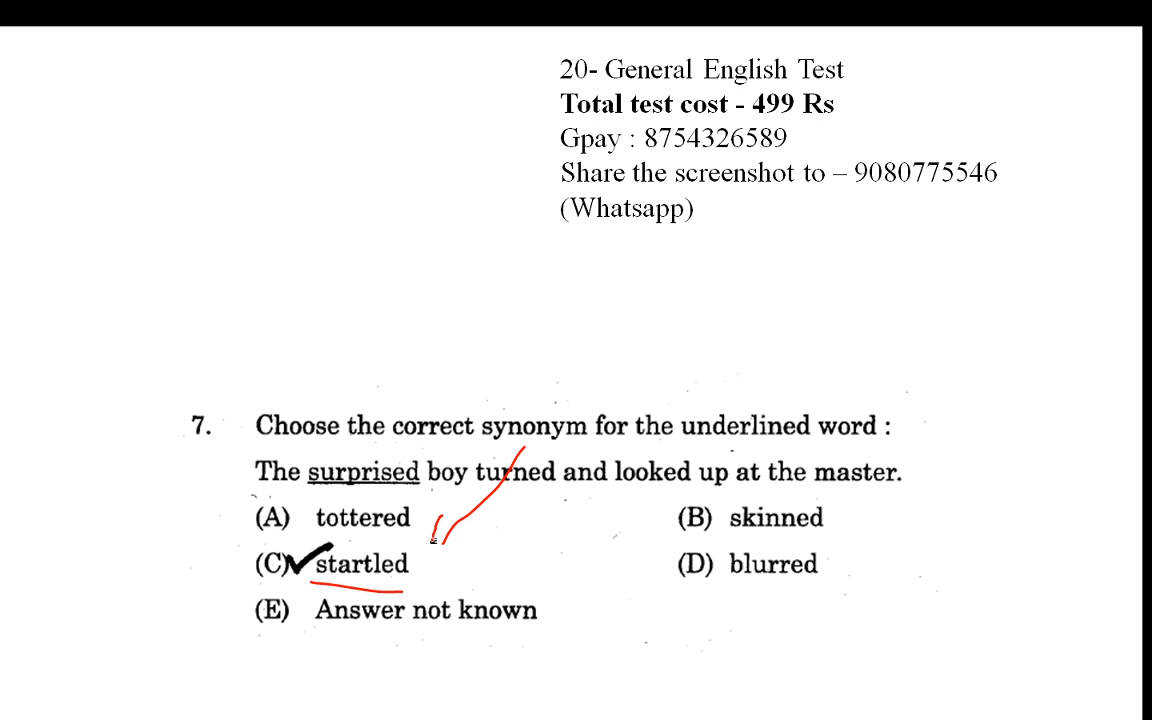 20- General English Test
Total test cost - 499 Rs
Gpay : 8754326589
Share the screenshot to – 9080775546
(Whatsapp)
7. Choose the correct synonym for the underlined word :
The surprised boy turned and looked up at the master.
(A) tottered (B) skinned
(C) startled (D) blurred
(E) Answer not known